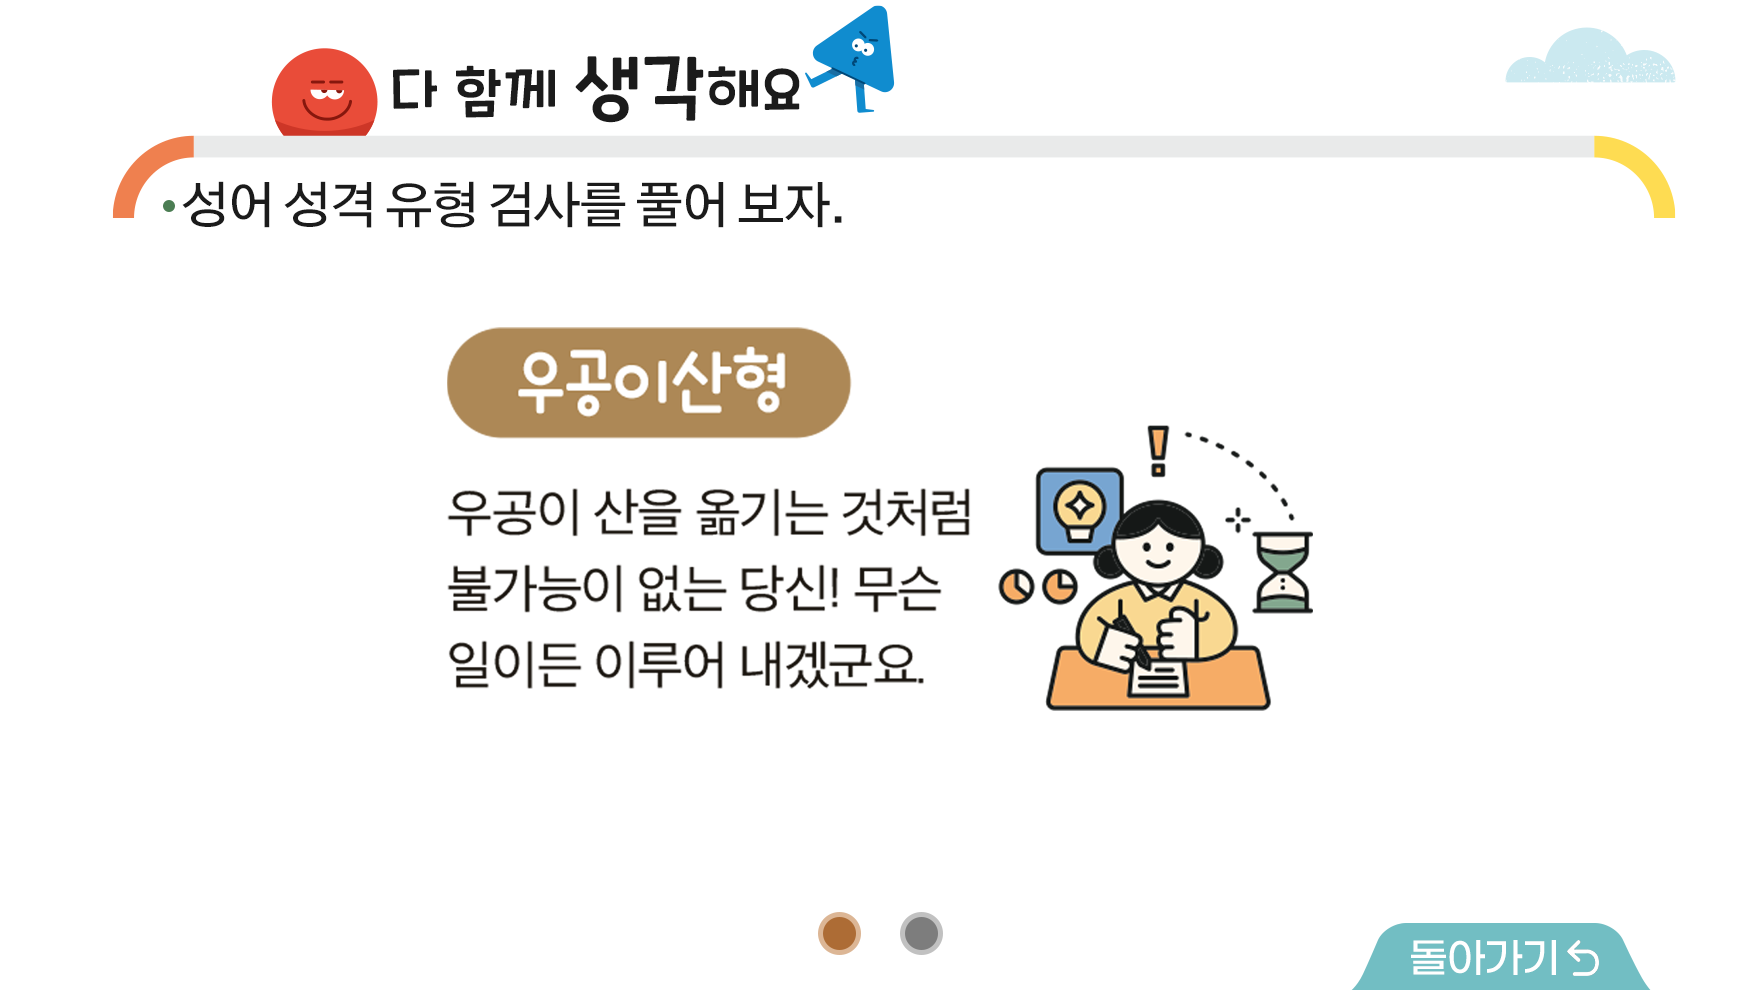 다 함께 생각해요
•성어 성격 유형 검사를 풀어 보자.
우공이산형
우공이 산을 옮기는 것처럼
불가능이 없는 당신! 무슨
일이든 이루어 내겠군요.
돌아가기